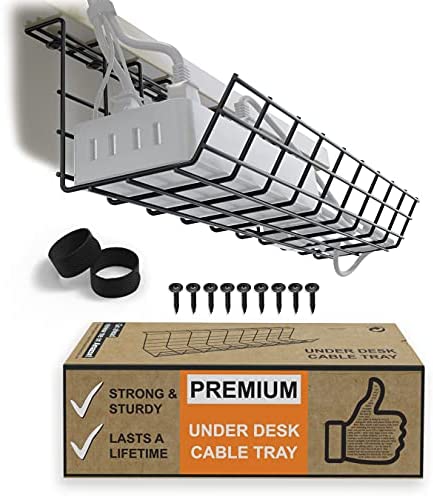 UNDER DESK
CABLE TRAY
STRONG &
STURDY
LASTS A
LIFETIME
PREMIUM
UNDER DESK
CABLE TRAY